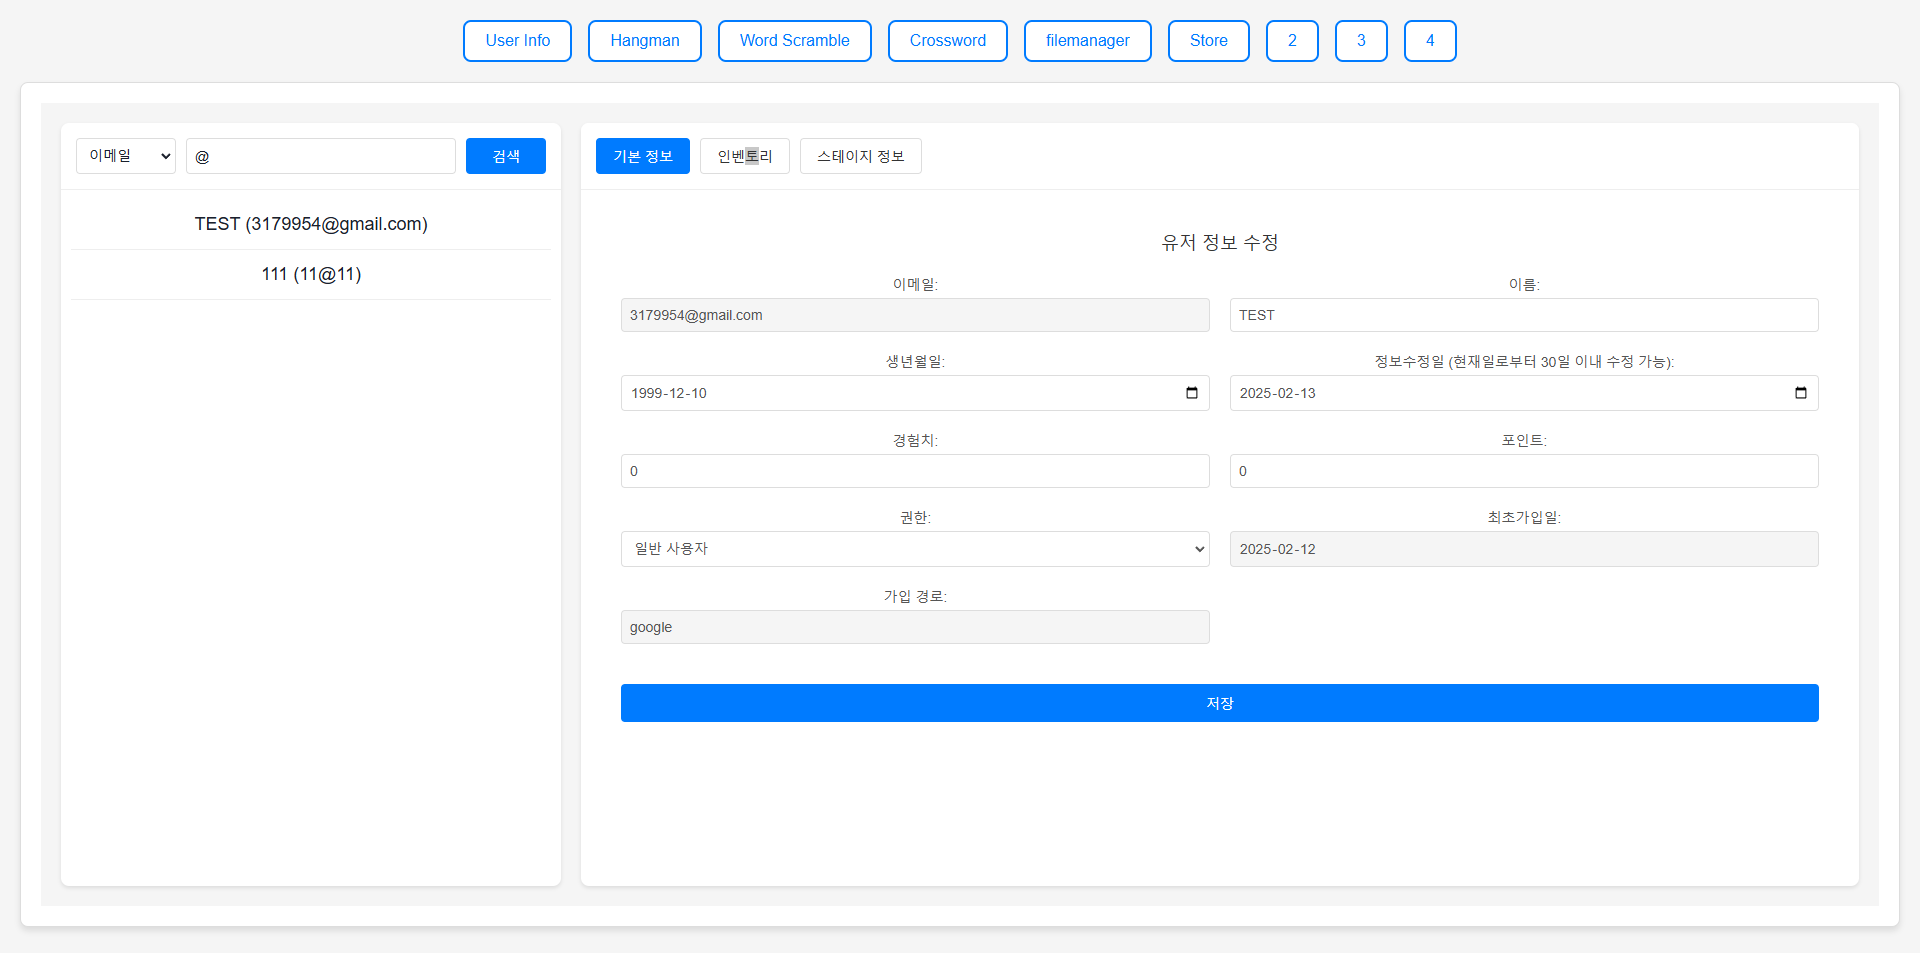 User Info Hangman Word Scramble Crossword filemanager Store 2 3 4
이메일 @ 검색
TEST (3179954@gmail.com)
111 (11@11)
기본 정보 인벤토리 스테이지 정보
유저 정보 수정
이메일: 이름:
3179954@gmail.com TEST
생년월일: 정보수정일 (현재일로부터 30일 이내 수정 가능):
1999-12-10 2025-02-13
경험치: 포인트:
0 0
권한: 최초가입일:
일반 사용자 2025-02-12
가입 경로:
google
저장